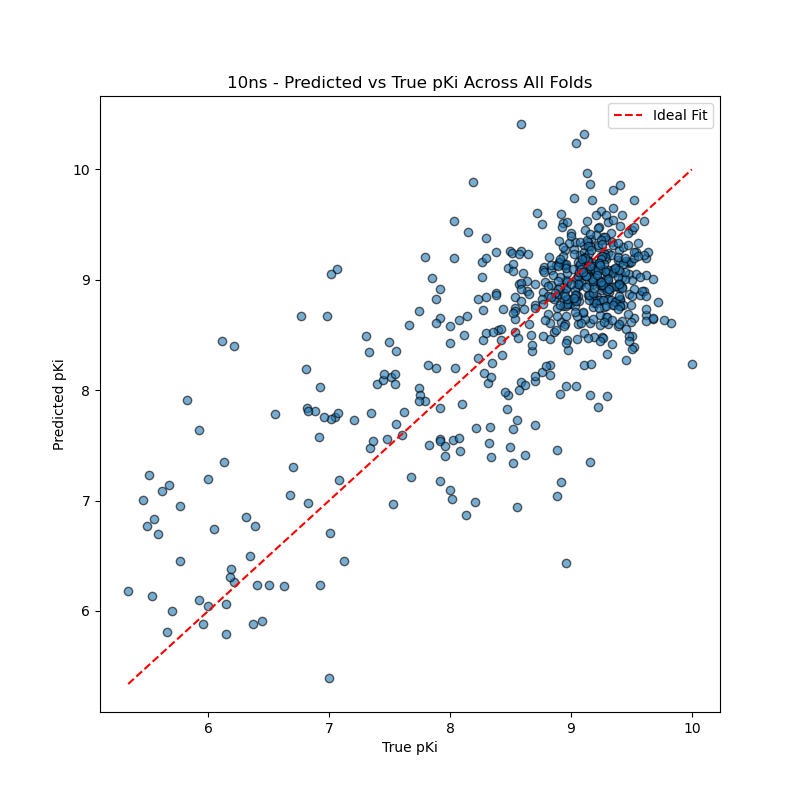 10ns - Predicted vs True pKi Across All Folds
Ideal Fit
10
9
8
7
6
Predicted pKi
6 7 8 9 10
True pKi